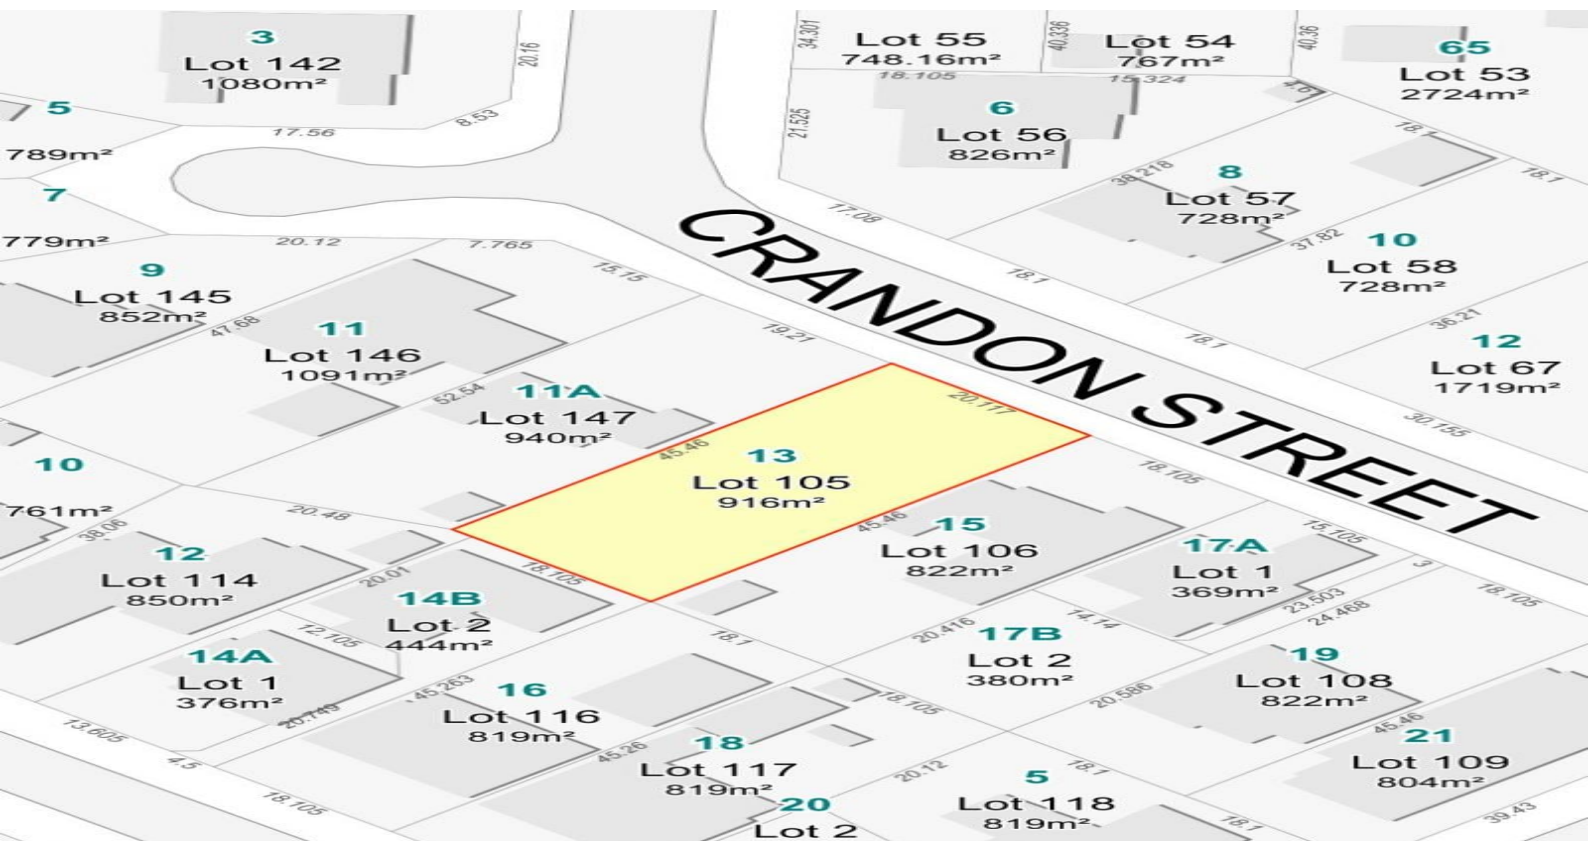 3
Lot 142
1080m²
20.16
17.56
8.53
5
789m²
7
779m²
34.301
Lot 55
748.16m²
18.105
40.336
Lot 54
767m²
15.324
40.36
65
Lot 53
2724m²
21.525
6
Lot 56
826m²
4.6
18.1
18.1
38.218
8
Lot 57
728m²
17.08
37.82
10
Lot 58
728m²
18.1
36.21
12
Lot 67
1719m²
18.1
30.155
CRANDON STREET
20.12
7.765
15.15
9
Lot 145
852m²
47.68
11
Lot 146
1091m²
19.21
52.54
11A
Lot 147
940m²
45.46
20.117
13
Lot 105
916m²
45.46
18.105
10
761m²
38.06
20.48
12
Lot 114
850m²
20.01
18.105
14B
Lot 2
444m²
12.105
14A
Lot 1
376m²
20.749
45.263
13.605
4.5
18.105
15
Lot 106
822m²
17A
Lot 1
369m²
15.105
3
18.105
23.503
24.468
14.14
20.416
17B
Lot 2
380m²
18.1
16
Lot 116
819m²
45.26
18
Lot 117
819m²
18.105
20.586
19
Lot 108
822m²
45.46
21
Lot 109
804m²
39.43
20
Lot 2
20.12
18.1
5
Lot 118
819m²
18.1